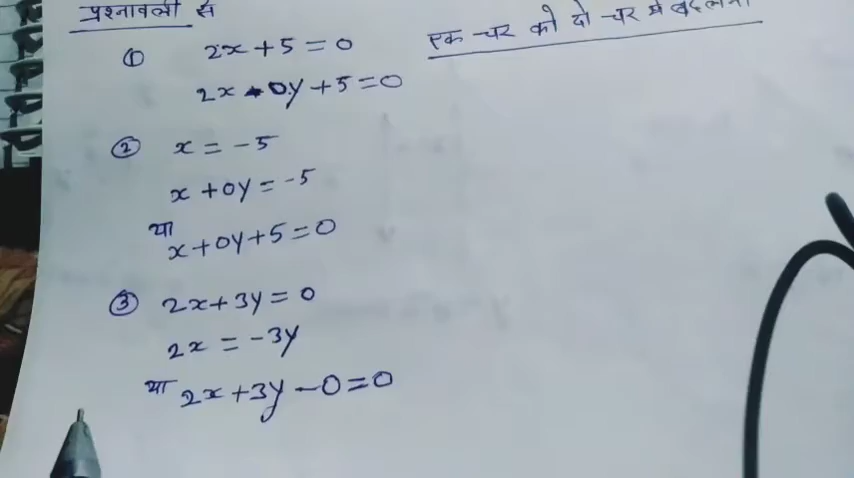 प्रश्नावली से
एक चर को दो चर मे बदलना
① 2x + 5 = 0
2x - 0y + 5 = 0
② x = -5
x + 0y = -5
या
x + 0y + 5 = 0
③ 2x + 3y = 0
2x = -3y
या 2x + 3y - 0 = 0